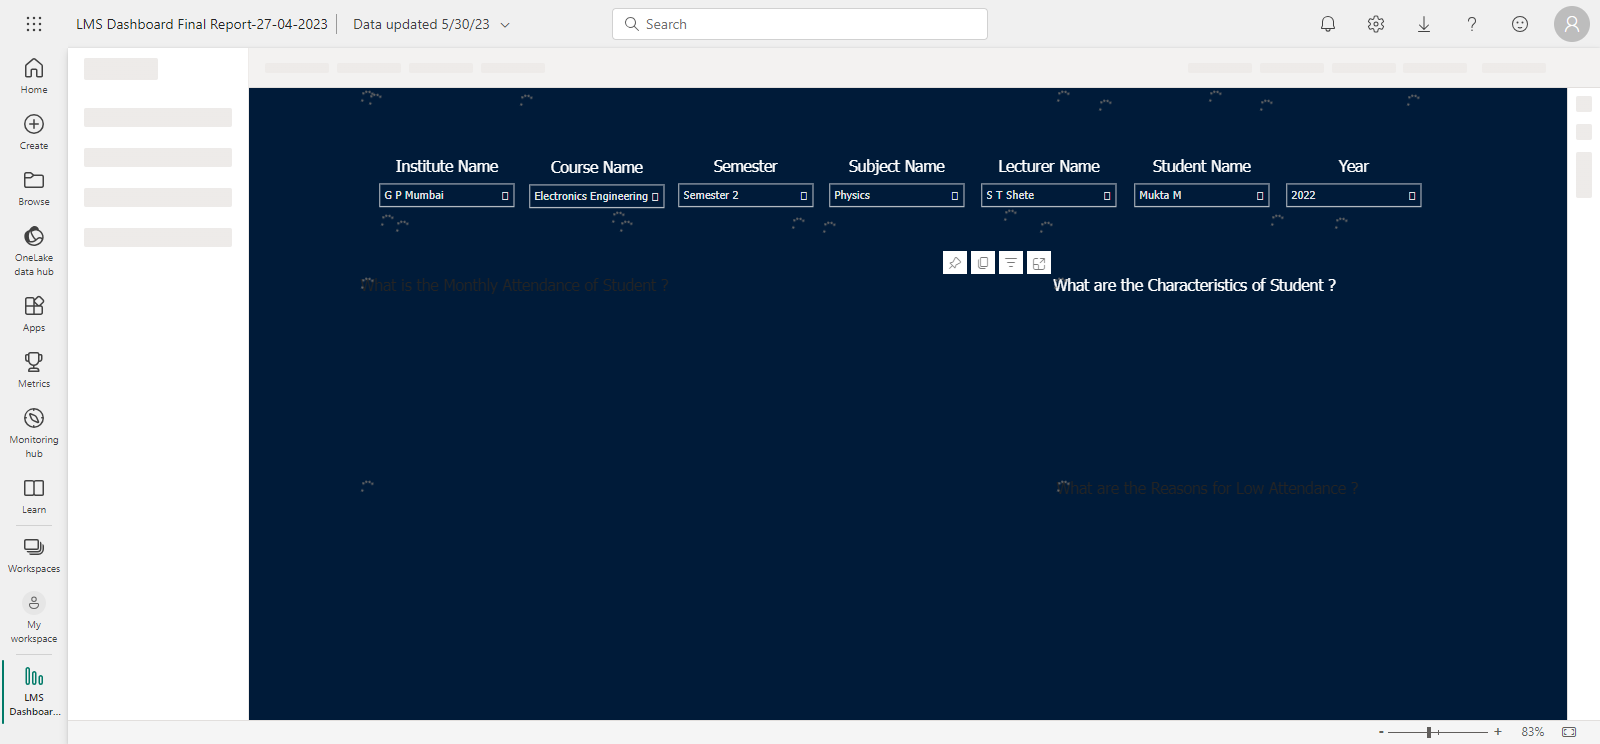 LMS Dashboard Final Report-27-04-2023
Data updated 5/30/23
Search
Home
Create
Browse
OneLake
data hub
Apps
Metrics
Monitoring
hub
Learn
Workspaces
My
workspace
LMS
Dashboar...
Institute Name
Course Name
Semester
Subject Name
Lecturer Name
Student Name
Year
G P Mumbai
Electronics Engineering
Semester 2
Physics
S T Shete
Mukta M
2022
What is the Monthly Attendance of Student ?
What are the Characteristics of Student ?
What are the Reasons for Low Attendance ?
- + 83%